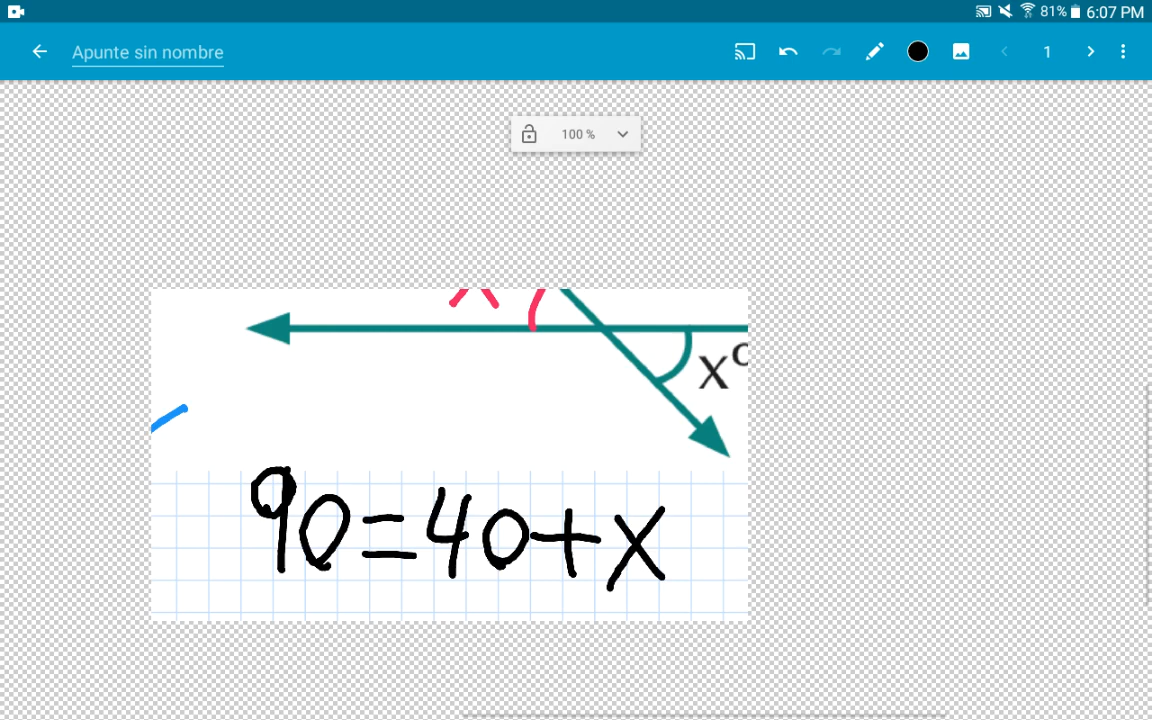 81% 6:07 PM
Apunte sin nombre
1
100 %
x
x°
90=40+x